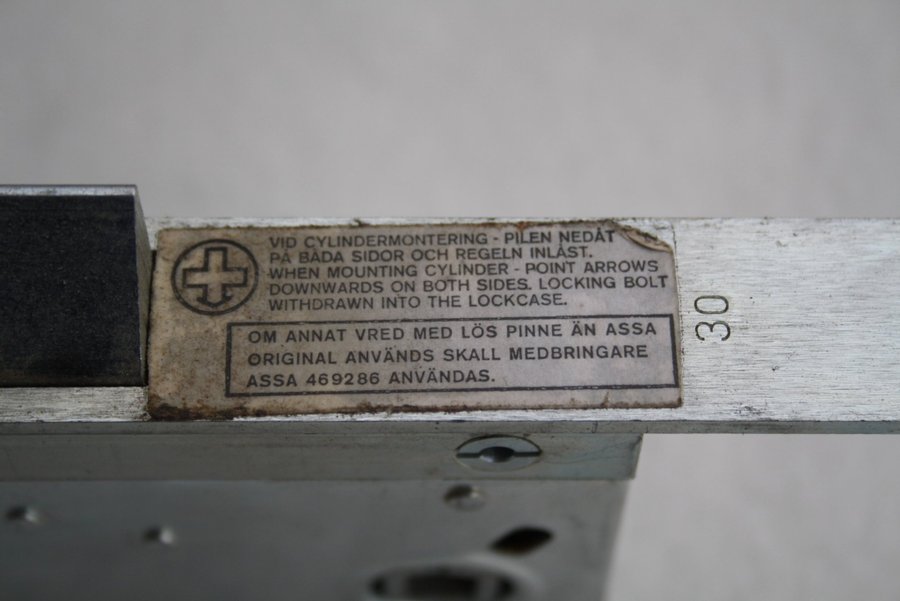 VID CYLINDERMONTERING - PILEN NEDÅT
PÅ BÅDA SIDOR OCH REGELN INLÅST.
WHEN MOUNTING CYLINDER - POINT ARROWS
DOWNWARDS ON BOTH SIDES. LOCKING BOLT
WITHDRAWN INTO THE LOCKCASE.
OM ANNAT VRED MED LÖS PINNE ÄN ASSA
ORIGINAL ANVÄNDS SKALL MEDBRINGARE
ASSA 469286 ANVÄNDAS.
30